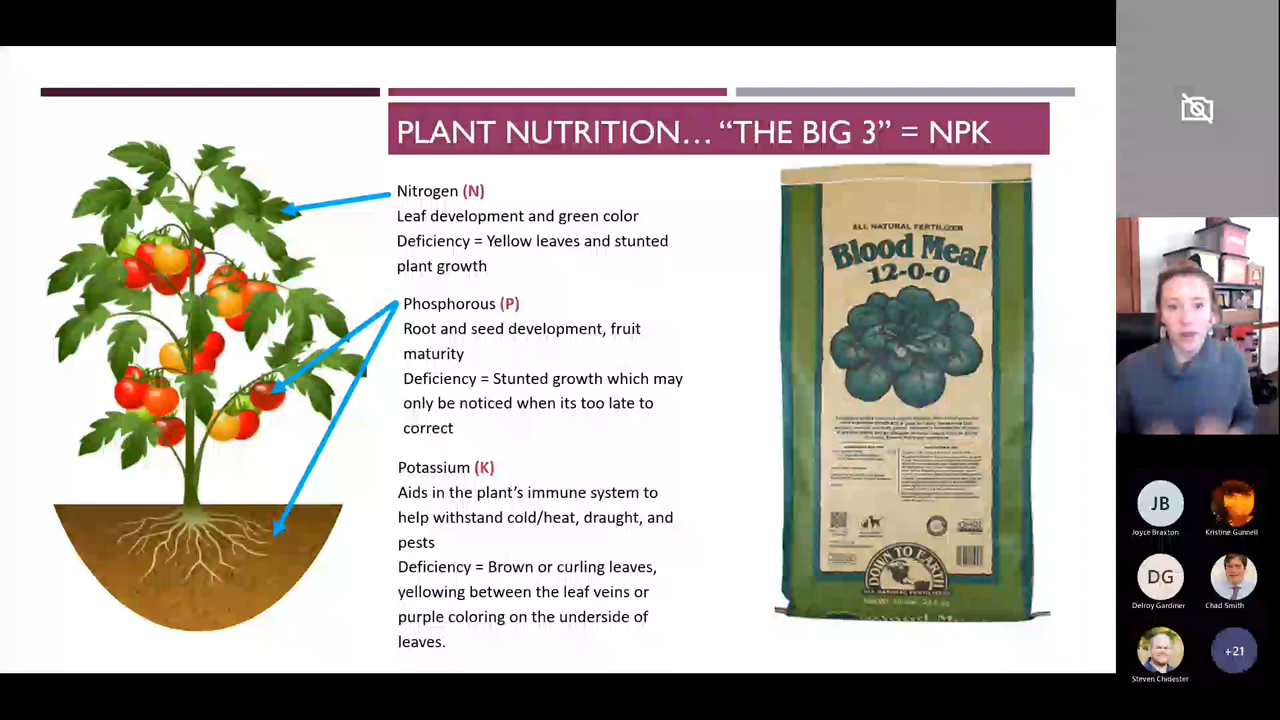 PLANT NUTRITION... “THE BIG 3” = NPK
Nitrogen (N)
Leaf development and green color
Deficiency = Yellow leaves and stunted
plant growth
Phosphorous (P)
Root and seed development, fruit
maturity
Deficiency = Stunted growth which may
only be noticed when its too late to
correct
Potassium (K)
Aids in the plant’s immune system to
help withstand cold/heat, draught, and
pests
Deficiency = Brown or curling leaves,
yellowing between the leaf veins or
purple coloring on the underside of
leaves.
ALL NATURAL FERTILIZER
Blood Meal
12-0-0
DOWN TO EARTH
ALL NATURAL FERTILIZERS
JB
Joyce Braxton
Kristine Gunnell
DG
Delroy Gardiner
Chad Smith
Steven Chidester
+21